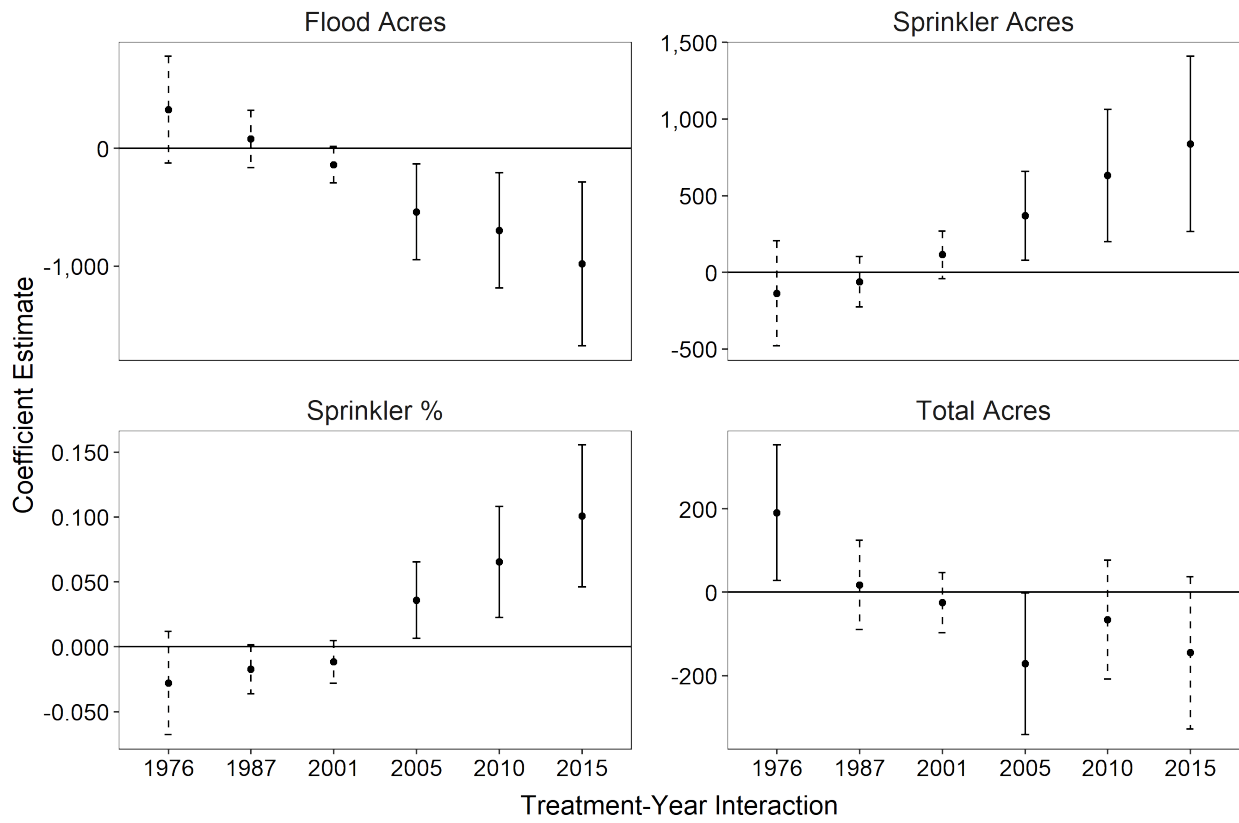 Flood Acres
Sprinkler Acres
0
-1,000
1,500
1,000
500
0
-500
Coefficient Estimate
Sprinkler %
Total Acres
0.150
0.100
0.050
0.000
-0.050
200
0
-200
1976 1987 2001 2005 2010 2015
1976 1987 2001 2005 2010 2015
Treatment-Year Interaction